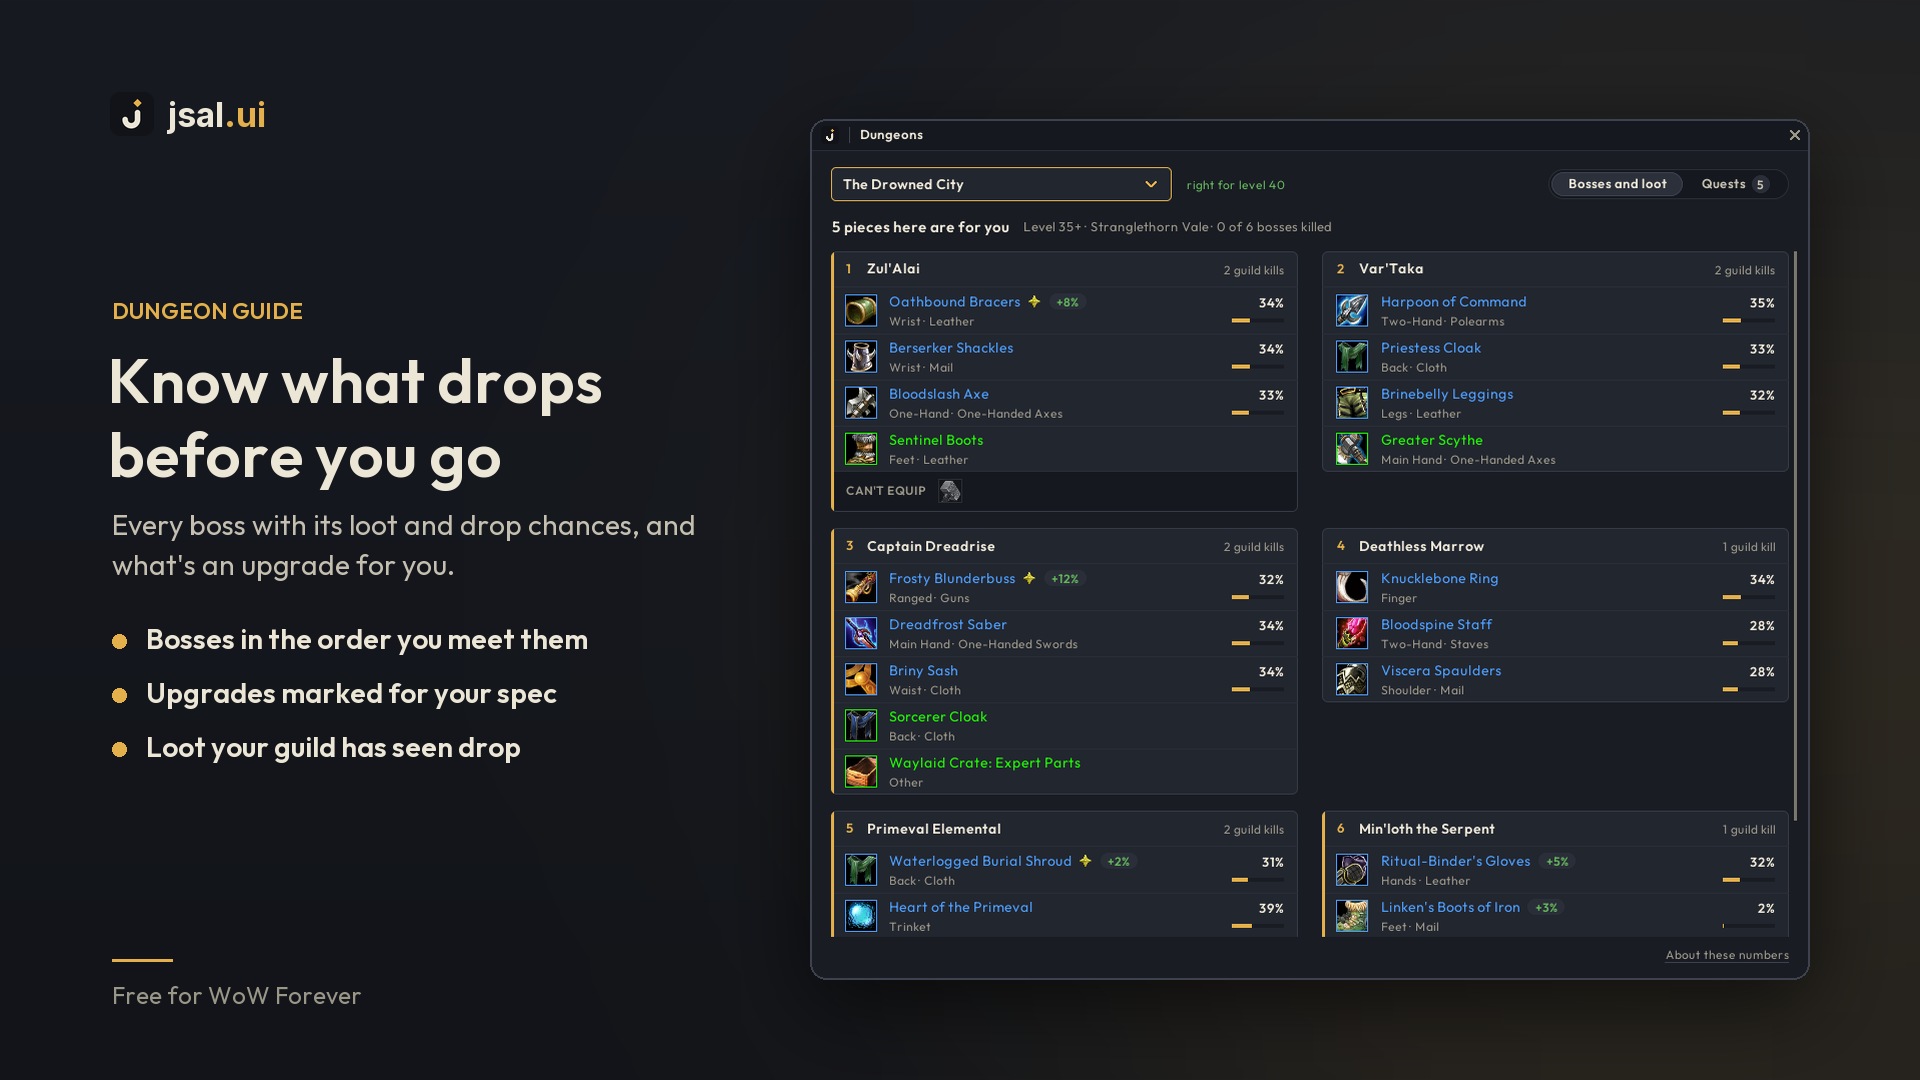 jsal.ui
DUNGEON GUIDE
Know what drops
before you go
Every boss with its loot and drop chances, and
what's an upgrade for you.
Bosses in the order you meet them
Upgrades marked for your spec
Loot your guild has seen drop
Free for WoW Forever
Dungeons
The Drowned City
right for level 40
Bosses and loot
Quests 5
5 pieces here are for you Level 35+ · Stranglethorn Vale · 0 of 6 bosses killed
1 Zul'Alai 2 guild kills
Oathbound Bracers +8% 34%
Wrist · Leather
Berserker Shackles 34%
Wrist · Mail
Bloodslash Axe 33%
One-Hand · One-Handed Axes
Sentinel Boots
Feet · Leather
CAN'T EQUIP
2 Var'Taka 2 guild kills
Harpoon of Command 35%
Two-Hand · Polearms
Priestess Cloak 33%
Back · Cloth
Brinebelly Leggings 32%
Legs · Leather
Greater Scythe
Main Hand · One-Handed Axes
3 Captain Dreadrise 2 guild kills
Frosty Blunderbuss +12% 32%
Ranged · Guns
Dreadfrost Saber 34%
Main Hand · One-Handed Swords
Briny Sash 34%
Waist · Cloth
Sorcerer Cloak
Back · Cloth
Waylaid Crate: Expert Parts
Other
4 Deathless Marrow 1 guild kill
Knucklebone Ring 34%
Finger
Bloodspine Staff 28%
Two-Hand · Staves
Viscera Spaulders 28%
Shoulder · Mail
5 Primeval Elemental 2 guild kills
Waterlogged Burial Shroud +2% 31%
Back · Cloth
Heart of the Primeval 39%
Trinket
6 Min'loth the Serpent 1 guild kill
Ritual-Binder's Gloves +5% 32%
Hands · Leather
Linken's Boots of Iron +3% 2%
Feet · Mail
About these numbers